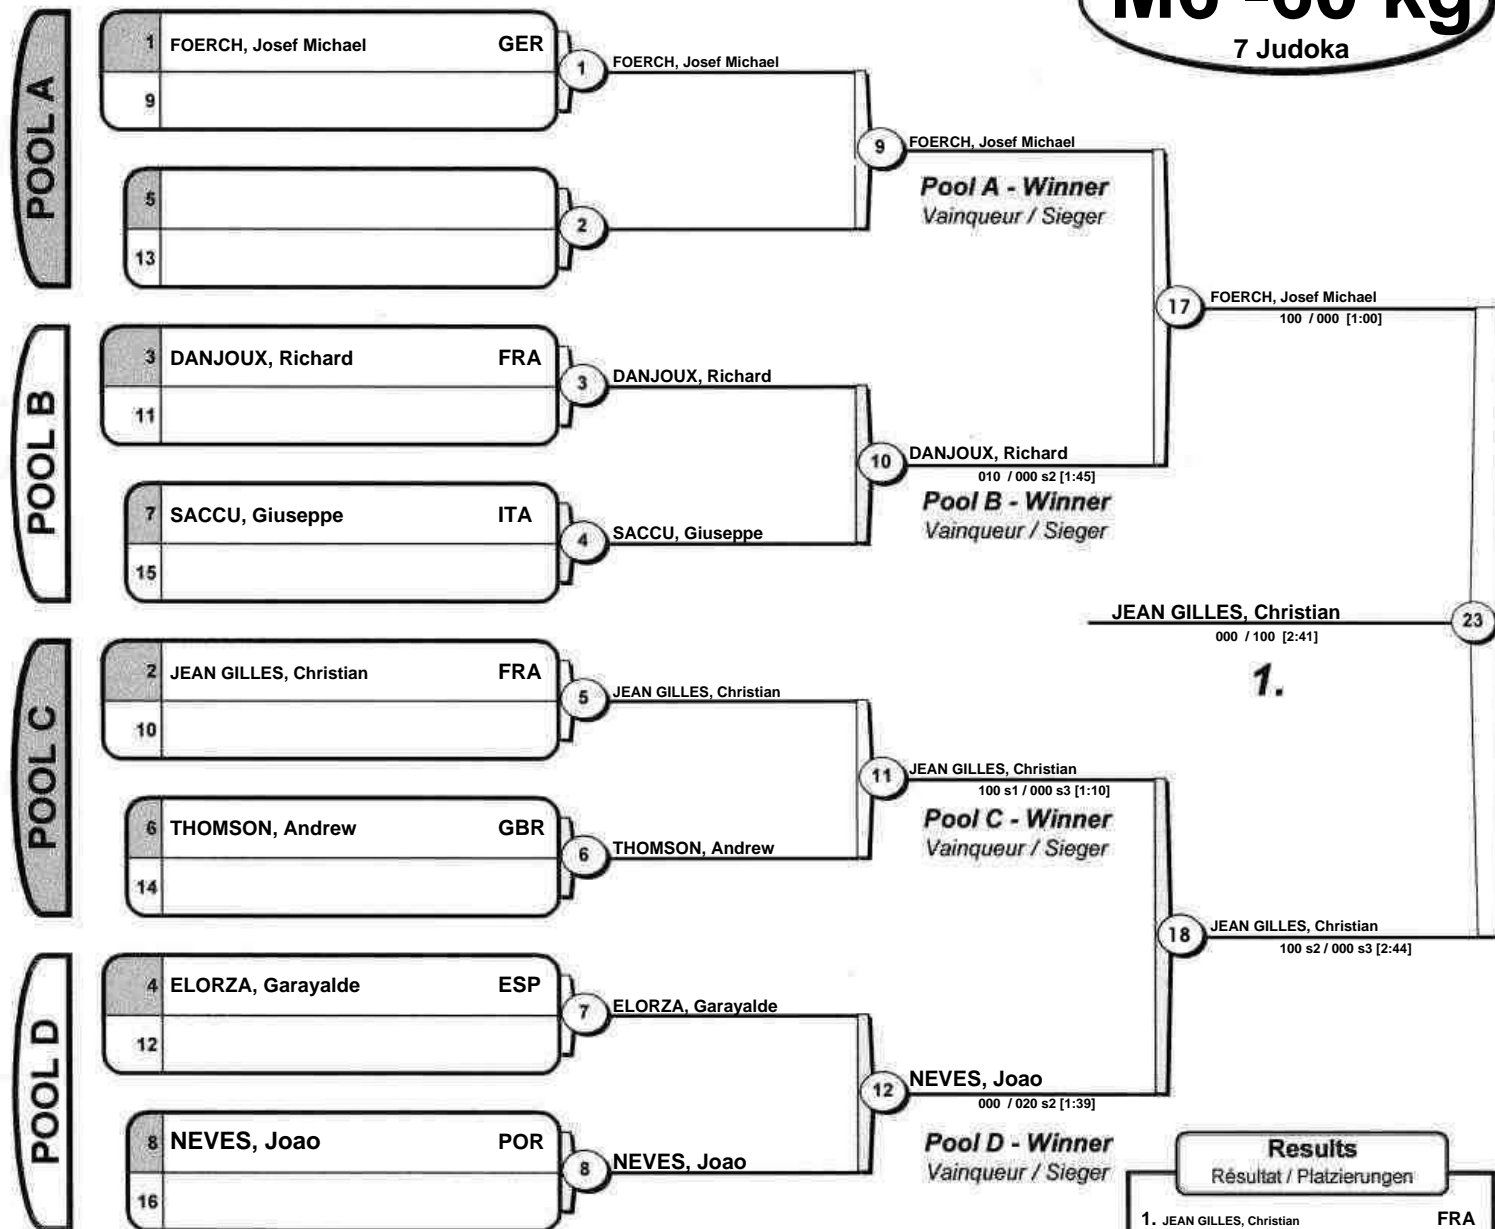 M6 -60 kg
7 Judoka
POOL A
1 FOERCH, Josef Michael GER
9
5
13
1 FOERCH, Josef Michael
2
9 FOERCH, Josef Michael
Pool A - Winner
Vainqueur / Sieger
POOL B
3 DANJOUX, Richard FRA
11
7 SACCU, Giuseppe ITA
15
3 DANJOUX, Richard
4 SACCU, Giuseppe
10 DANJOUX, Richard
010 / 000 s2 [1:45]
Pool B - Winner
Vainqueur / Sieger
17 FOERCH, Josef Michael
100 / 000 [1:00]
POOL C
2 JEAN GILLES, Christian FRA
10
6 THOMSON, Andrew GBR
14
5 JEAN GILLES, Christian
6 THOMSON, Andrew
11 JEAN GILLES, Christian
100 s1 / 000 s3 [1:10]
Pool C - Winner
Vainqueur / Sieger
POOL D
4 ELORZA, Garayalde ESP
12
8 NEVES, Joao POR
16
7 ELORZA, Garayalde
8 NEVES, Joao
12 NEVES, Joao
000 / 020 s2 [1:39]
Pool D - Winner
Vainqueur / Sieger
18 JEAN GILLES, Christian
100 s2 / 000 s3 [2:44]
JEAN GILLES, Christian 23
000 / 100 [2:41]
1.
Results
Résultat / Platzierungen
1. JEAN GILLES, Christian FRA